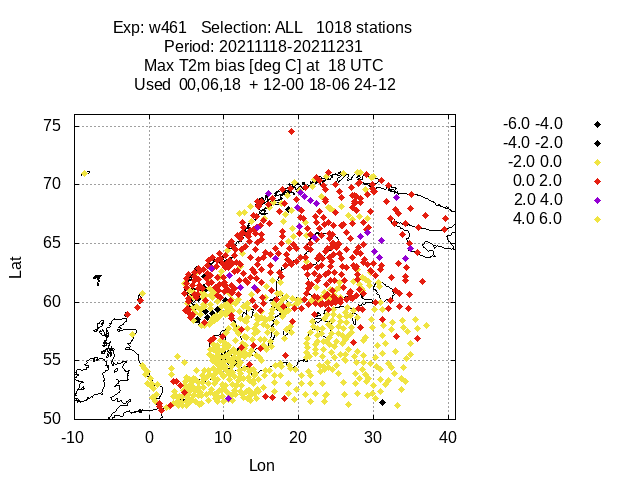 Exp: w461   Selection: ALL   1018 stations
Period: 20211118-20211231
Max T2m bias [deg C] at  18 UTC
Used  00,06,18  + 12-00 18-06 24-12
-6.0 -4.0
-4.0 -2.0
-2.0 0.0
0.0 2.0
2.0 4.0
4.0 6.0
75
70
65
60
55
50
Lat
-10 0 10 20 30 40
Lon